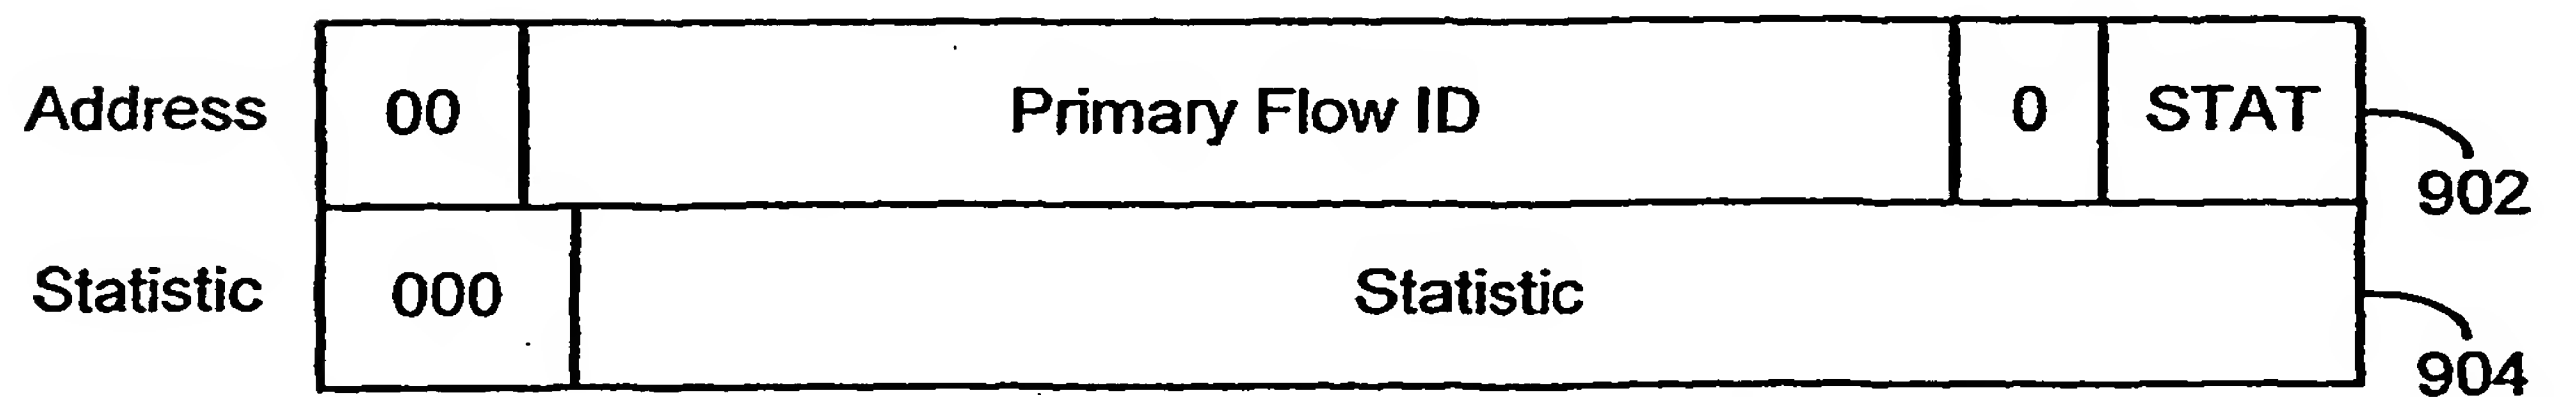 Address 00 Primary Flow ID 0 STAT
902
Statistic 000 Statistic
904